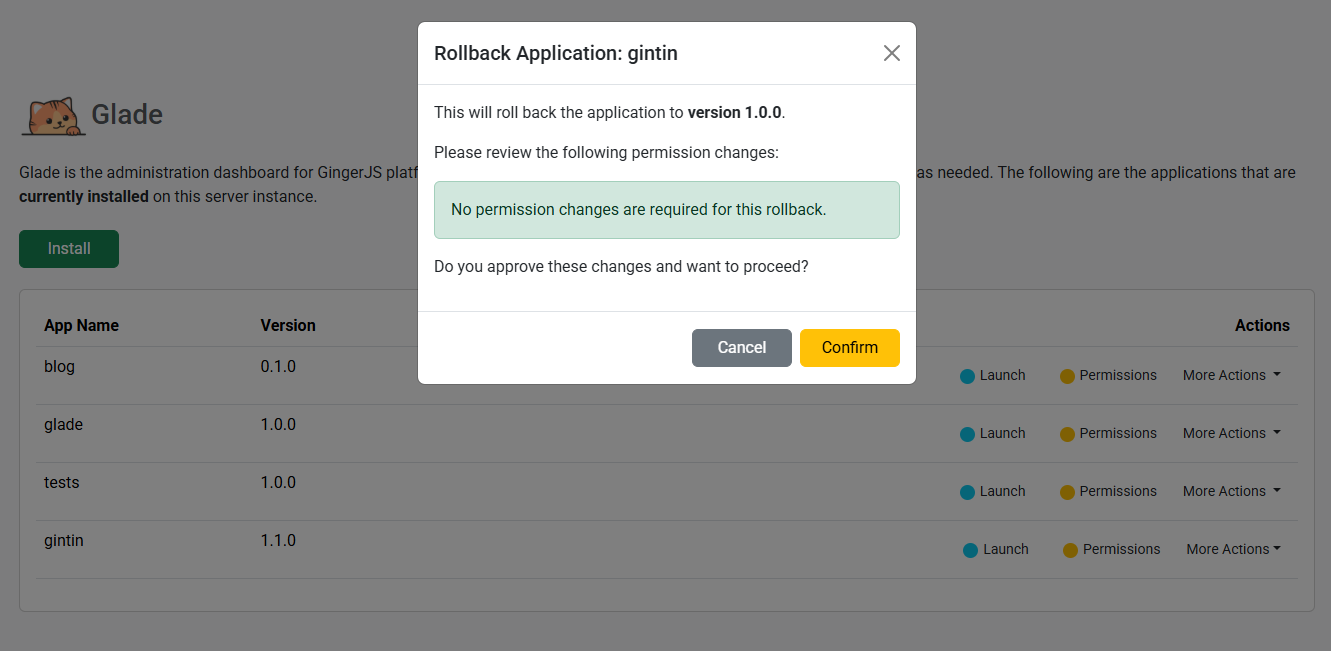 Rollback Application: gintin
This will roll back the application to version 1.0.0.
Please review the following permission changes:
No permission changes are required for this rollback.
Do you approve these changes and want to proceed?
Cancel Confirm
Glade
Glade is the administration dashboard for GingerJS platf as needed. The following are the applications that are
currently installed on this server instance.
Install
App Name Version Actions
blog 0.1.0 Launch Permissions More Actions
glade 1.0.0 Launch Permissions More Actions
tests 1.0.0 Launch Permissions More Actions
gintin 1.1.0 Launch Permissions More Actions